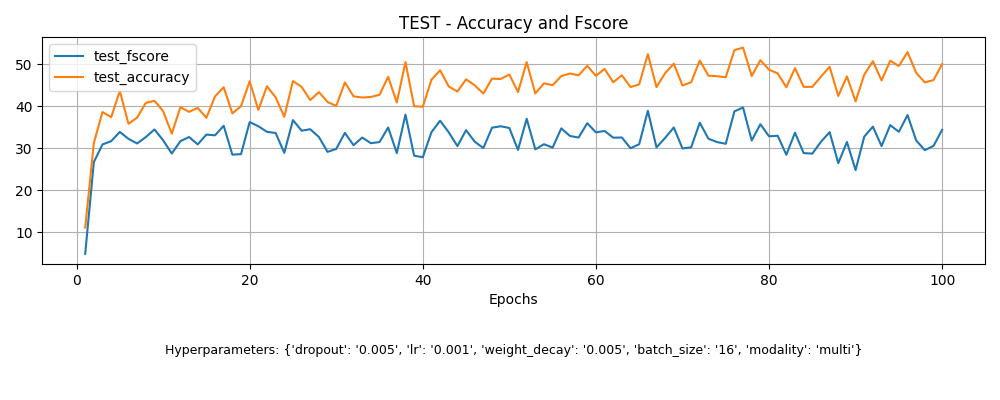 TEST - Accuracy and Fscore
test_fscore
test_accuracy
50
40
30
20
10
0 20 40 60 80 100
Epochs
Hyperparameters: {'dropout': '0.005', 'lr': '0.001', 'weight_decay': '0.005', 'batch_size': '16', 'modality': 'multi'}